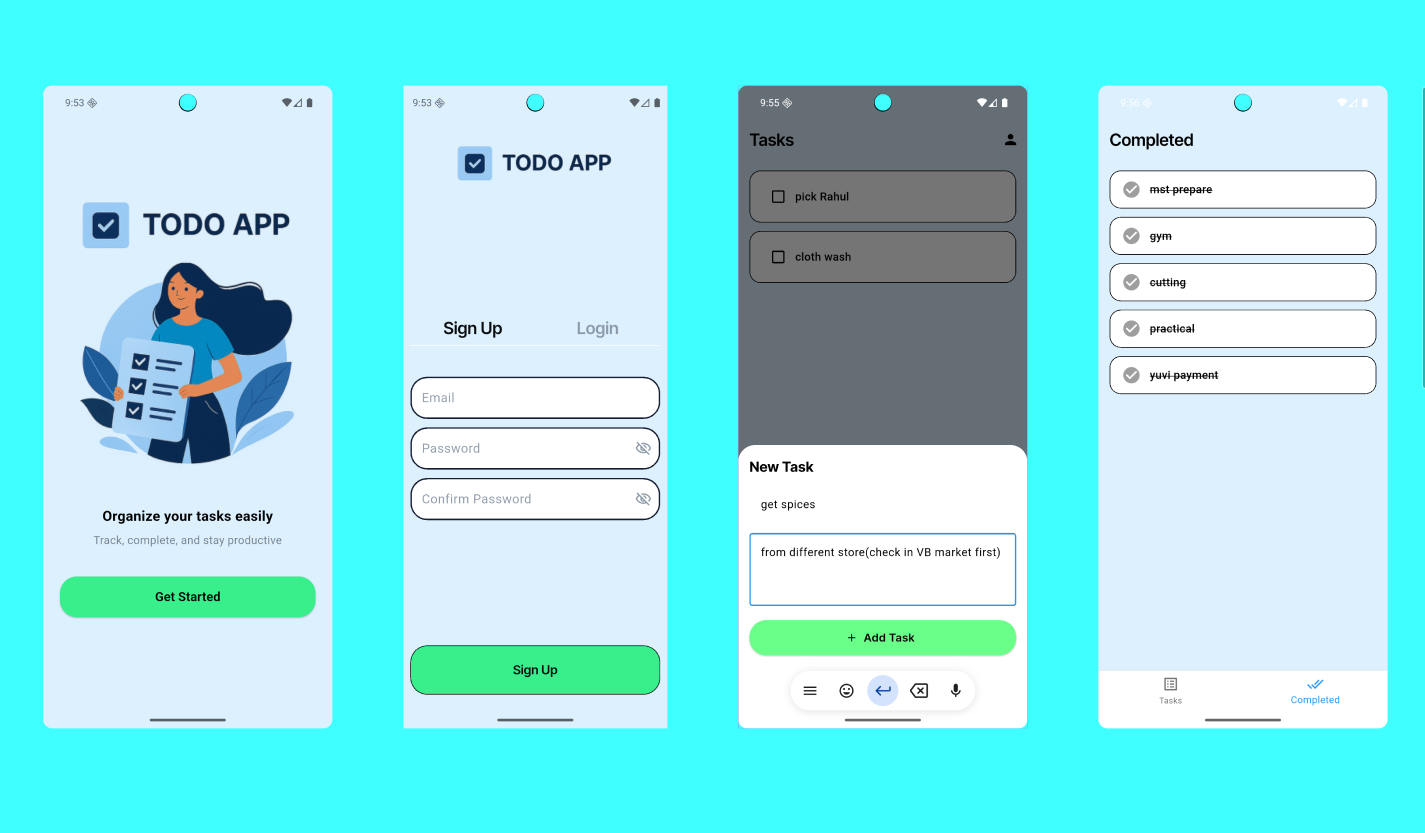 9:53
TODO APP
Organize your tasks easily
Track, complete, and stay productive
Get Started
9:53
TODO APP
Sign Up
Login
Email
Password
Confirm Password
Sign Up
9:55
Tasks
pick Rahul
cloth wash
New Task
get spices
from different store(check in VB market first)
+ Add Task
9:56
Completed
mst prepare
gym
cutting
practical
yuvi payment
Tasks
Completed